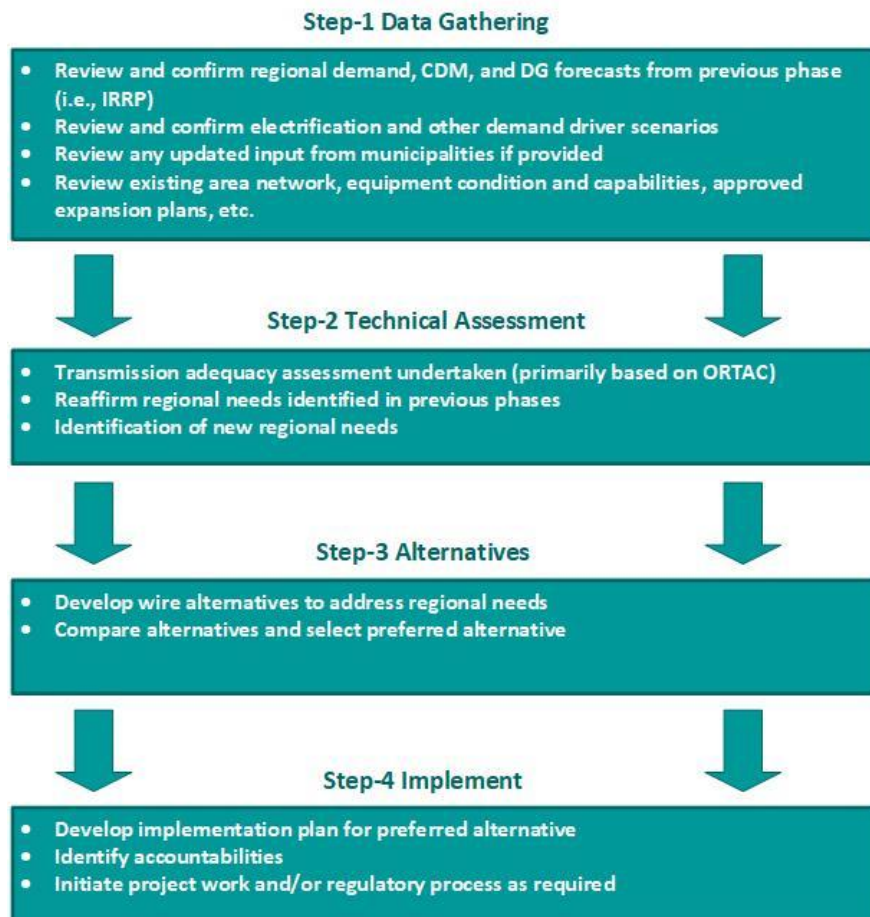 Step-1 Data Gathering
• Review and confirm regional demand, CDM, and DG forecasts from previous phase
(i.e., IRRP)
• Review and confirm electrification and other demand driver scenarios
• Review any updated input from municipalities if provided
• Review existing area network, equipment condition and capabilities, approved
expansion plans, etc.
Step-2 Technical Assessment
• Transmission adequacy assessment undertaken (primarily based on ORTAC)
• Reaffirm regional needs identified in previous phases
• Identification of new regional needs
Step-3 Alternatives
• Develop wire alternatives to address regional needs
• Compare alternatives and select preferred alternative
Step-4 Implement
• Develop implementation plan for preferred alternative
• Identify accountabilities
• Initiate project work and/or regulatory process as required